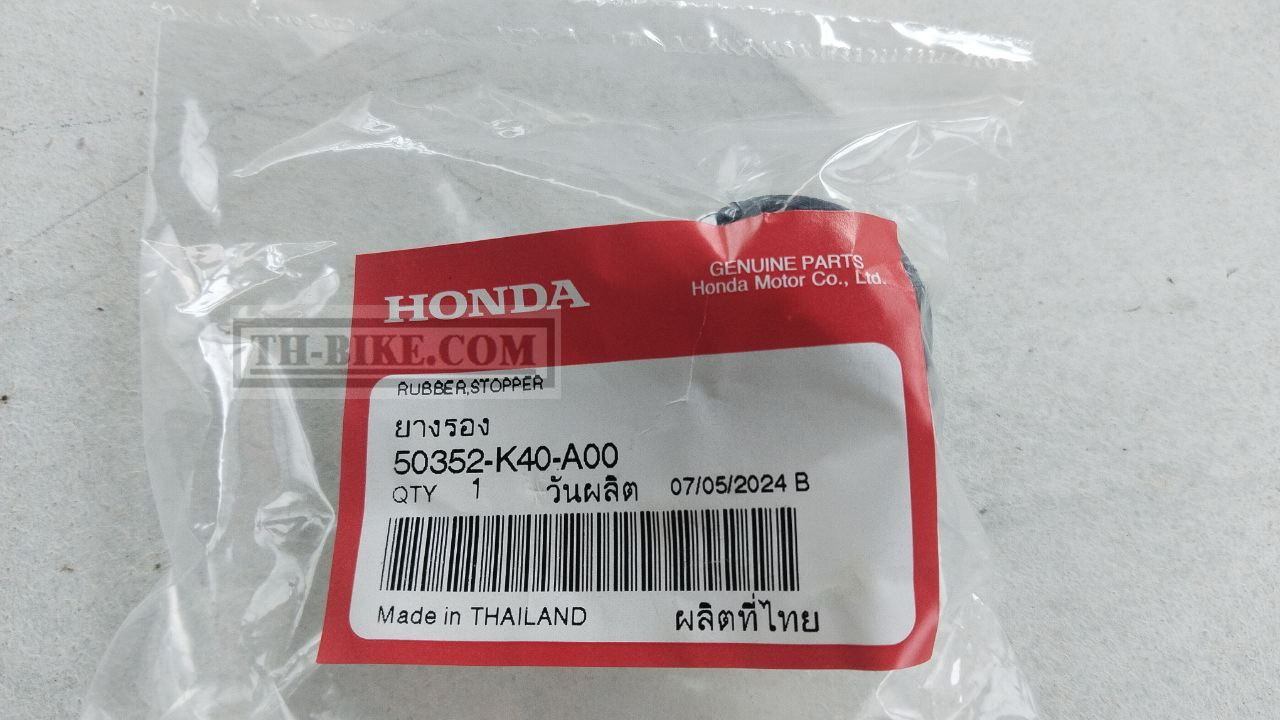 GENUINE PARTS
Honda Motor Co., Ltd.
HONDA
TH-BIKE.COM
RUBBER,STOPPER
ยางรอง
50352-K40-A00
QTY 1 วันผลิต 07/05/2024 B
Made in THAILAND ผลิตที่ไทย